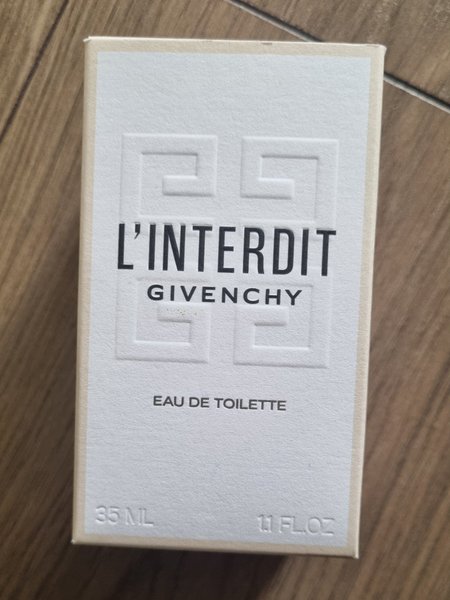 L'INTERDIT
GIVENCHY
EAU DE TOILETTE
35 ML
1.1 FL.OZ